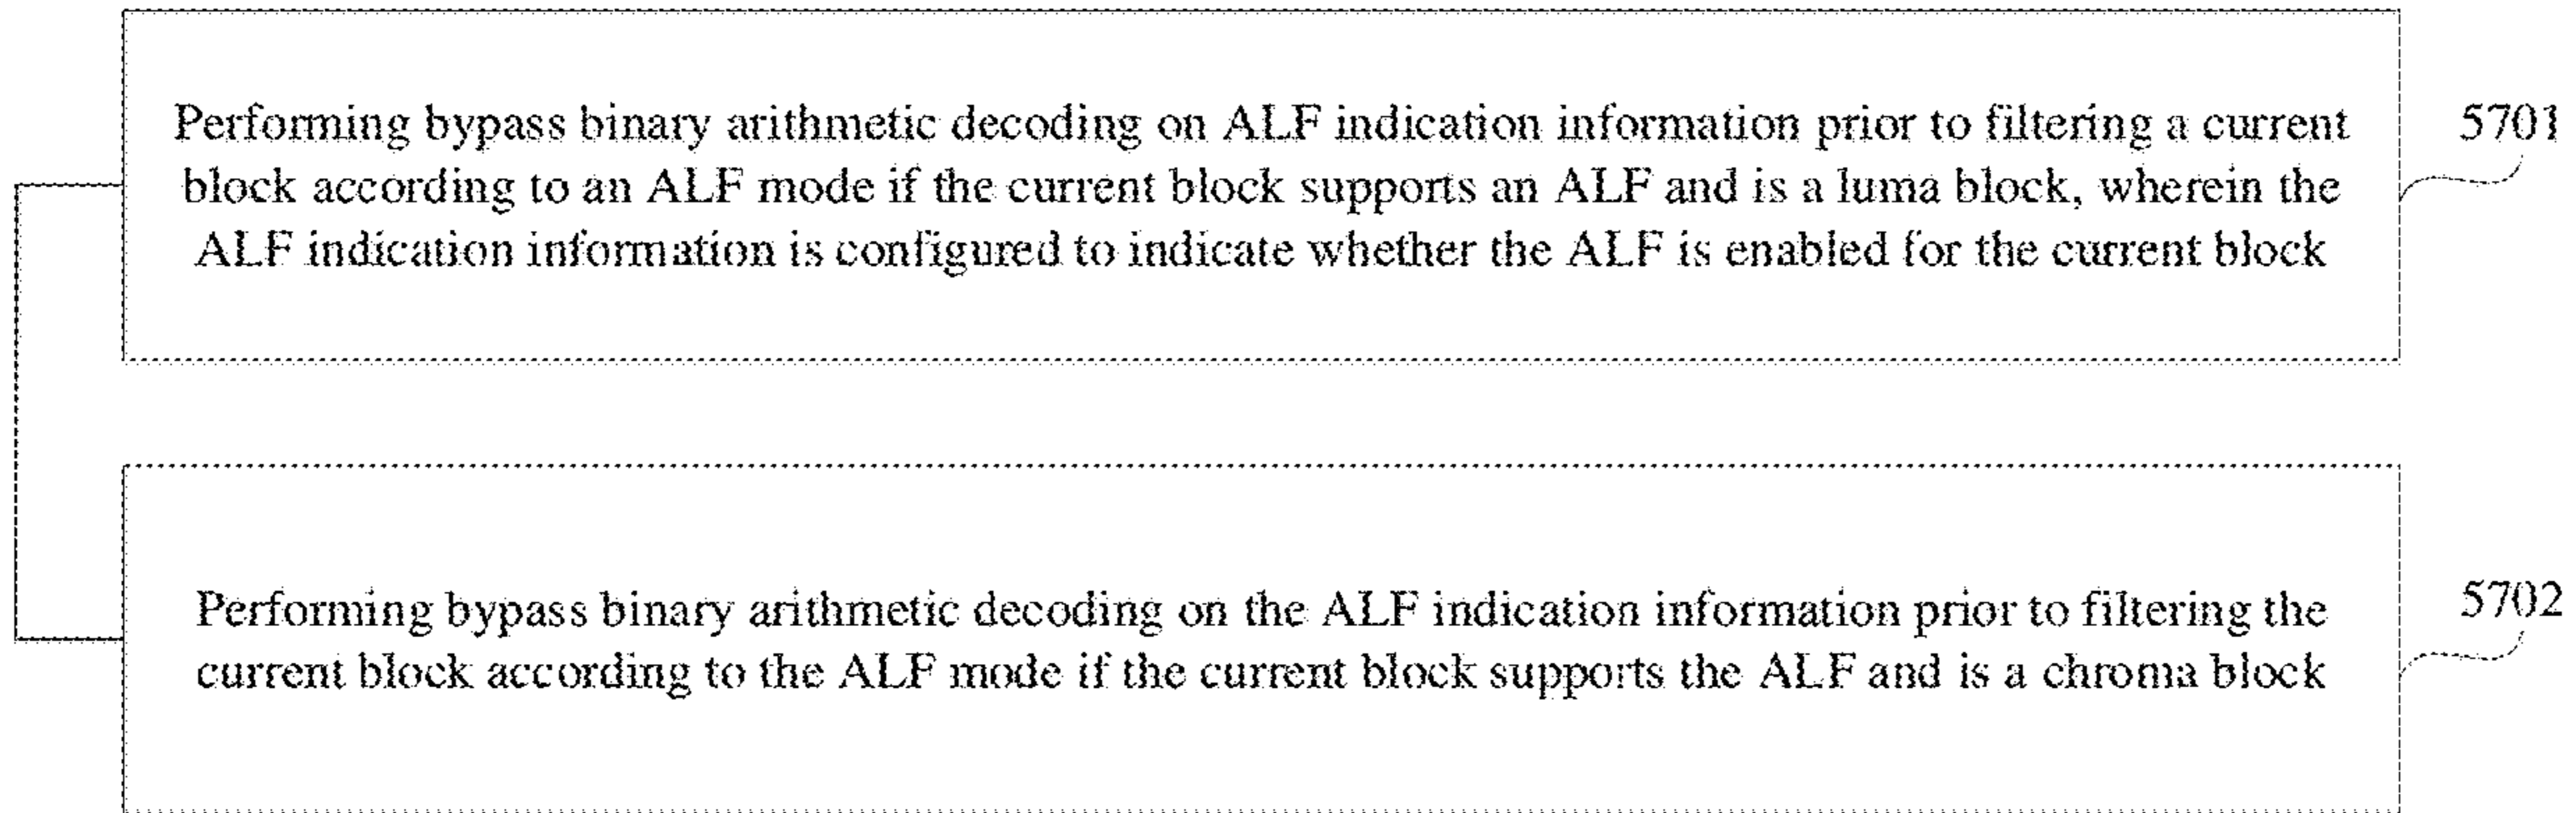 Performing bypass binary arithmetic decoding on ALF indication information prior to filtering a current
block according to an ALF mode if the current block supports an ALF and is a luma block, wherein the
ALF indication information is configured to indicate whether the ALF is enabled for the current block
5701
Performing bypass binary arithmetic decoding on the ALF indication information prior to filtering the
current block according to the ALF mode if the current block supports the ALF and is a chroma block
5702